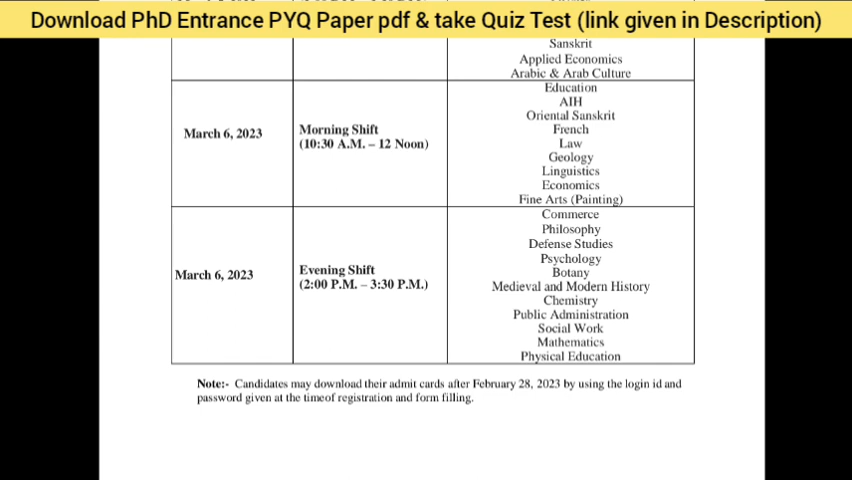 Download PhD Entrance PYQ Paper pdf & take Quiz Test (link given in Description)
Sanskrit
Applied Economics
Arabic & Arab Culture
March 6, 2023
Morning Shift
(10:30 A.M. – 12 Noon)
Education
AIH
Oriental Sanskrit
French
Law
Geology
Linguistics
Economics
Fine Arts (Painting)
March 6, 2023
Evening Shift
(2:00 P.M. – 3:30 P.M.)
Commerce
Philosophy
Defense Studies
Psychology
Botany
Medieval and Modern History
Chemistry
Public Administration
Social Work
Mathematics
Physical Education
Note:- Candidates may download their admit cards after February 28, 2023 by using the login id and
password given at the timeof registration and form filling.